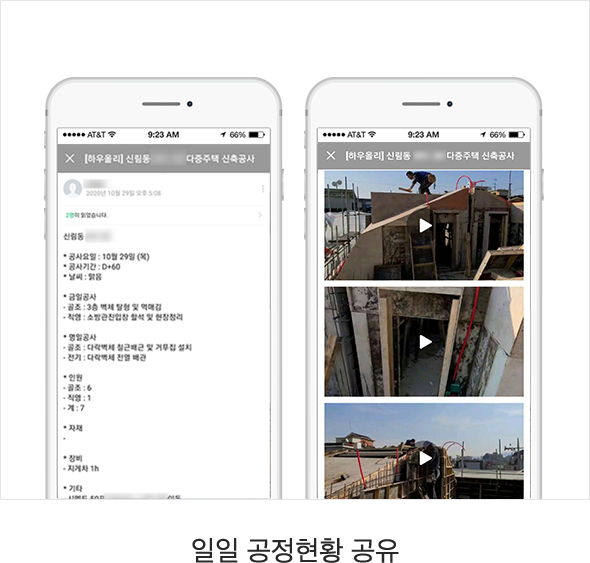 AT&T 9:23 AM 66%
[하우올리] 신림동 다중주택 신축공사
2020년 10월 29일 오후 5:08
2명이 읽었습니다.
신림동
* 공사요일 : 10월 29일 (목)
* 공사기간 : D+60
* 날씨 : 맑음
* 금일공사
- 골조 : 3층 벽체 탈형 및 먹매김
- 직영 : 소방관진입창 할석 및 현장정리
* 명일공사
- 골조 : 다락벽체 철근배근 및 거푸집 설치
- 전기 : 다락벽체 전열 배관
* 인원
- 골조 : 6
- 직영 : 1
- 계 : 7
* 자재
-
* 장비
- 지게차 1h
* 기타
AT&T 9:23 AM 66%
[하우올리] 신림동 다중주택 신축공사
일일 공정현황 공유